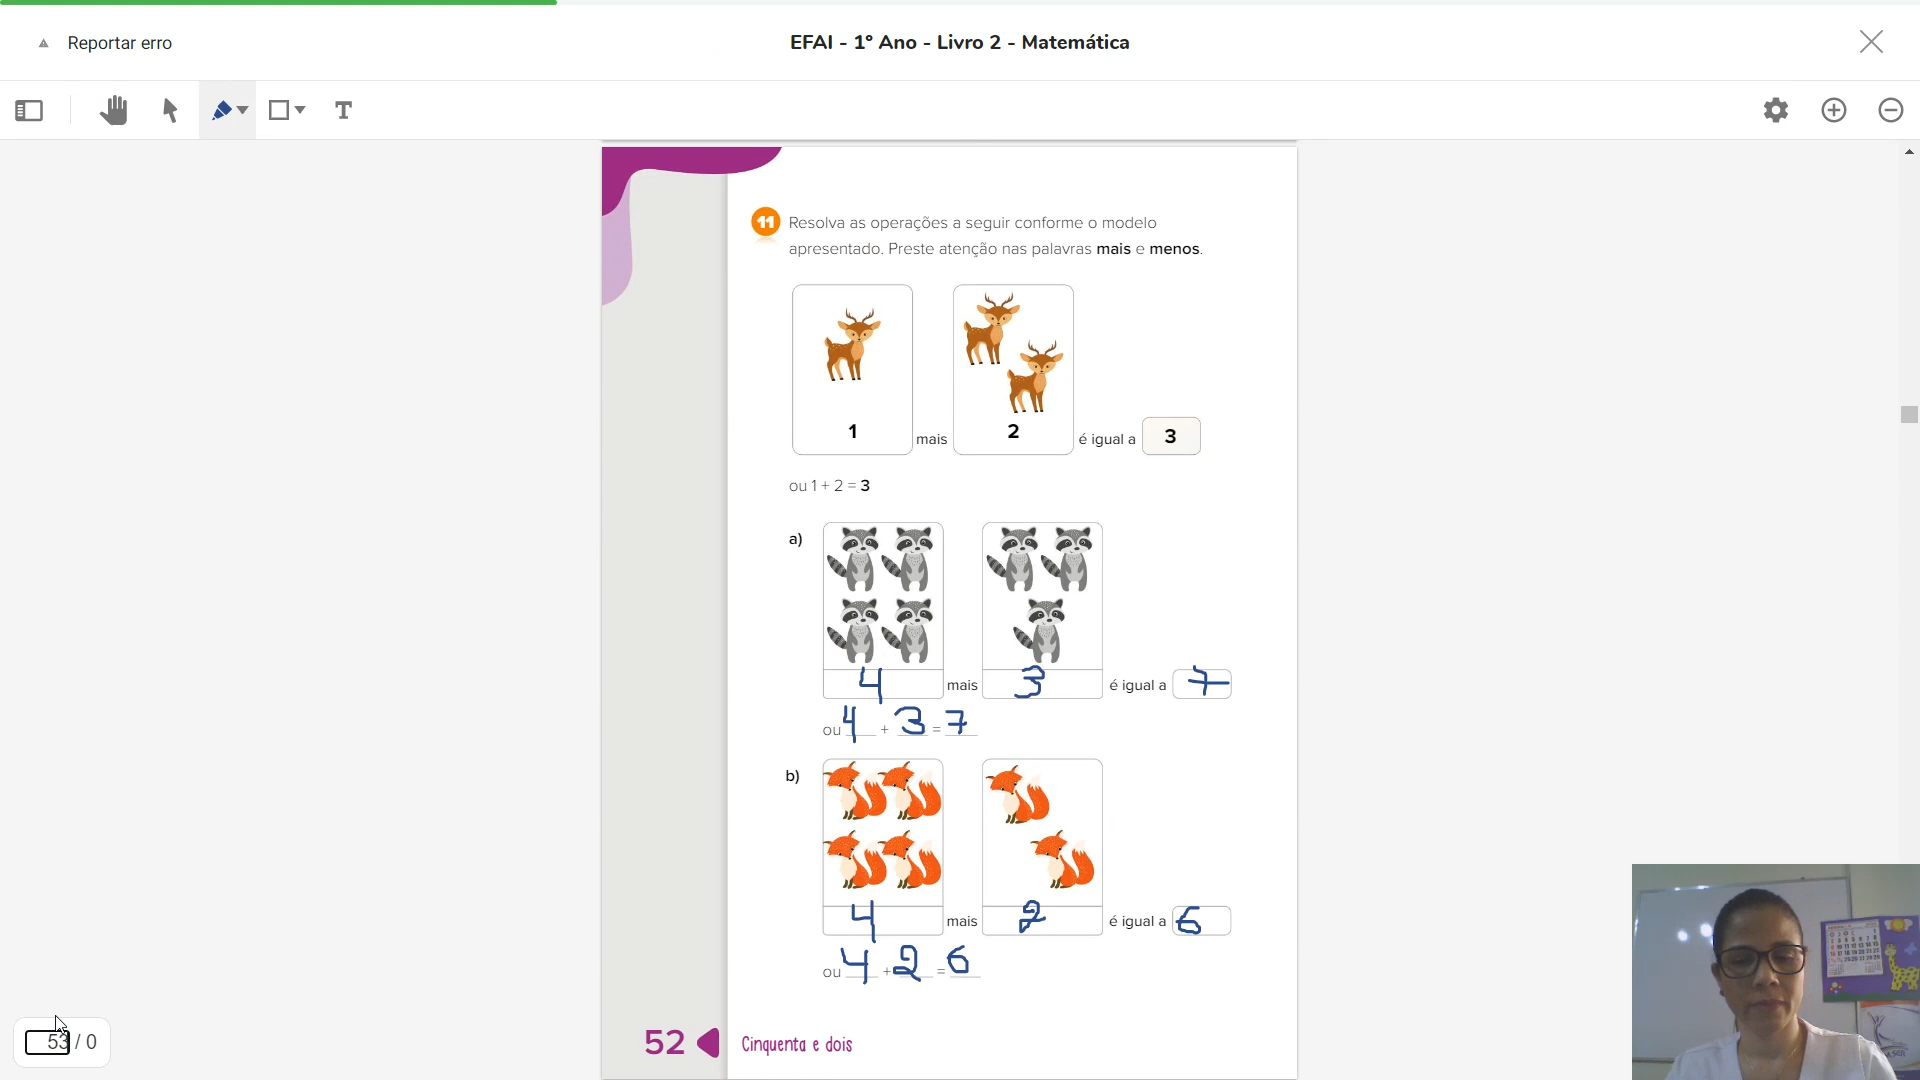 Reportar erro
EFAI - 1º Ano - Livro 2 - Matemática
T
11 Resolva as operações a seguir conforme o modelo
apresentado. Preste atenção nas palavras mais e menos.
1 mais 2 é igual a 3
ou 1 + 2 = 3
a)
4 mais 3 é igual a 7
ou 4 + 3 = 7
b)
4 mais 2 é igual a 6
ou 4 + 2 = 6
53 / 0
52 Cinquenta e dois